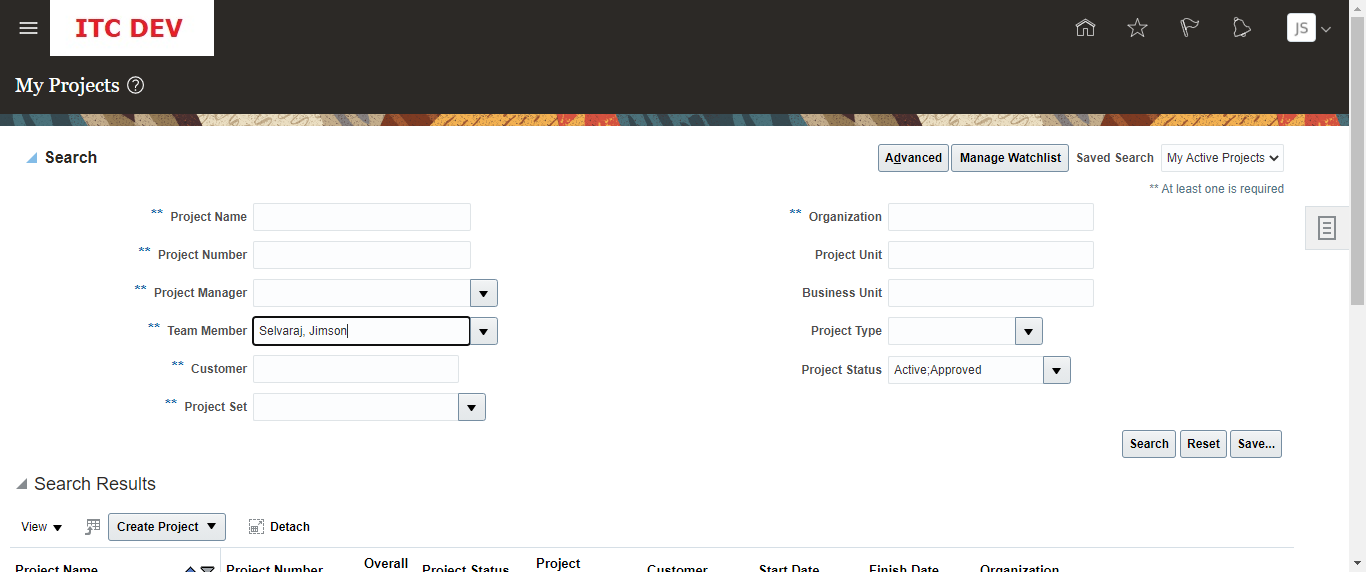 ITC DEV
JS
My Projects ?
Search
Advanced Manage Watchlist Saved Search My Active Projects
** At least one is required
** Project Name
** Organization
** Project Number
Project Unit
** Project Manager
Business Unit
** Team Member Selvaraj, Jimson
Project Type
** Customer
Project Status Active;Approved
** Project Set
Search Reset Save...
Search Results
View Create Project Detach
Project Name Project Number Overall Project Status Project Customer Start Date Finish Date Organization